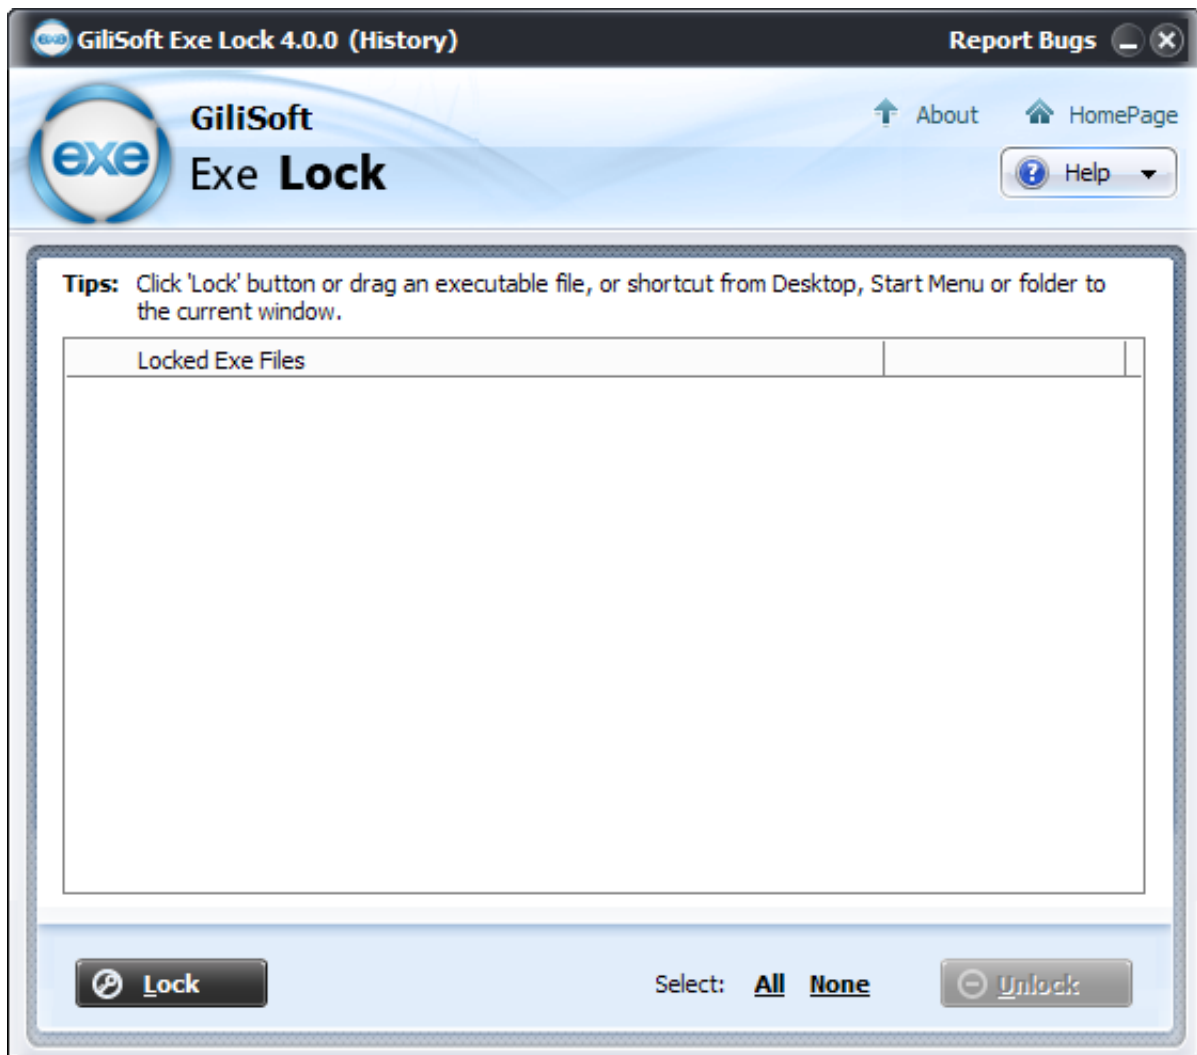 GiliSoft Exe Lock 4.0.0 (History) Report Bugs
exe
GiliSoft
Exe Lock
About HomePage
Help
Tips: Click 'Lock' button or drag an executable file, or shortcut from Desktop, Start Menu or folder to
the current window.
Locked Exe Files
Lock Select: All None Unlock